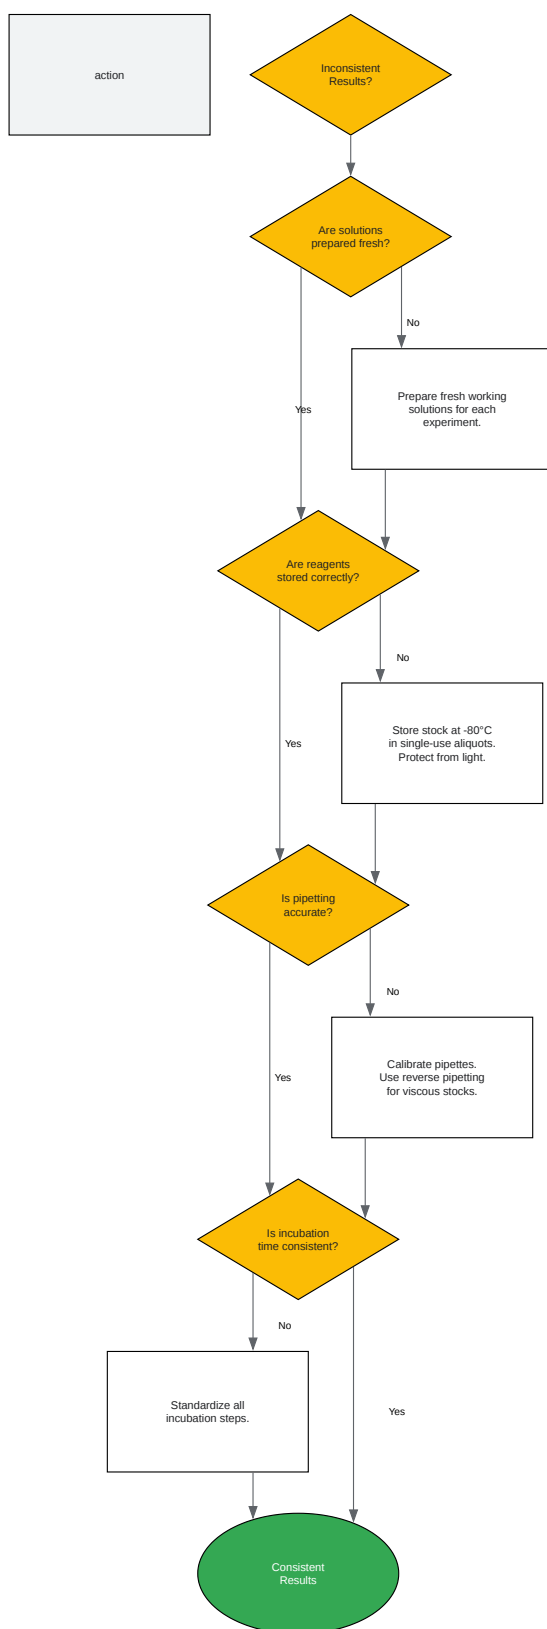 action
Inconsistent
Results?
Are solutions
prepared fresh?
No
Prepare fresh working
solutions for each
experiment.
Yes
Are reagents
stored correctly?
No
Store stock at -80°C
in single-use aliquots.
Protect from light.
Yes
Is pipetting
accurate?
No
Calibrate pipettes.
Use reverse pipetting
for viscous stocks.
Yes
Is incubation
time consistent?
No
Standardize all
incubation steps.
Yes
Consistent
Results